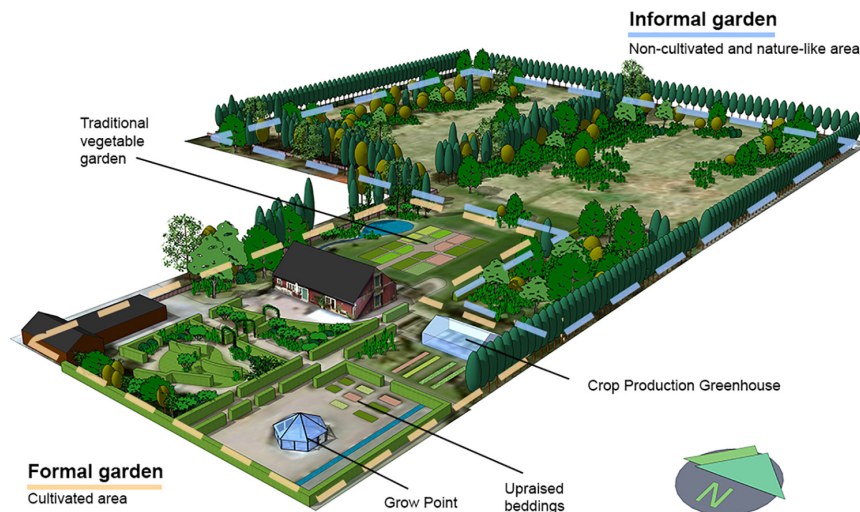 Informal garden
Non-cultivated and nature-like area
Traditional
vegetable
garden
Crop Production Greenhouse
Formal garden
Cultivated area
Grow Point
Upraised
beddings
N